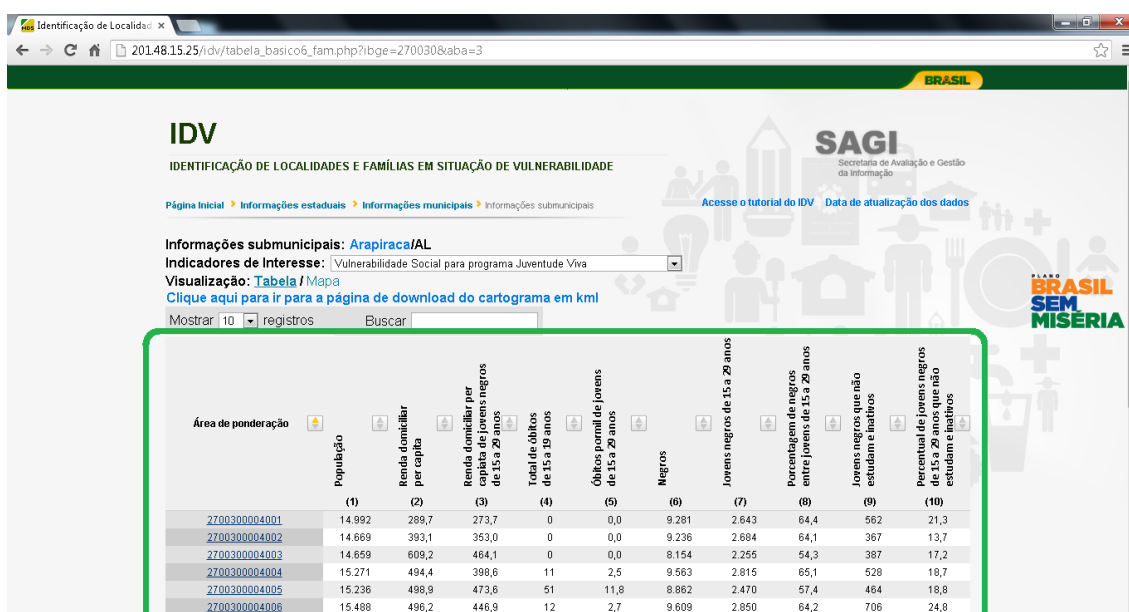 Identificação de Localidad
201.48.15.25/idv/tabela_basico6_fam.php?ibge=270030&aba=3
BRASIL
IDV
IDENTIFICAÇÃO DE LOCALIDADES E FAMÍLIAS EM SITUAÇÃO DE VULNERABILIDADE
SAGI
Secretaria de Avaliação e Gestão
da Informação
Página Inicial Informações estaduais Informações municipais Informações submunicipais
Acesse o tutorial do IDV Data de atualização dos dados
Informações submunicipais: Arapiraca/AL
Indicadores de Interesse: Vulnerabilidade Social para programa Juventude Viva
Visualização: Tabela / Mapa
Clique aqui para ir para a página de download do cartograma em kml
Mostrar 10 registros Buscar
PLANO
BRASIL
SEM
MISÉRIA
Área de ponderação
População
Renda domiciliar
per capita
Renda domiciliar per
capiata de jovens negros
de 15 a 29 anos
Total de óbitos
de 15 a 19 anos
Óbitos por mil de jovens
de 15 a 29 anos
Negros
Jovens negros de 15 a 29 anos
Porcentagem de negros
entre jovens de 15 a 29 anos
Jovens negros que não
estudam e inativos
Percentual de jovens negros
de 15 a 29 anos que não
estudam e inativos
(1) (2) (3) (4) (5) (6) (7) (8) (9) (10)
2700300004001 14.992 289,7 273,7 0 0,0 9.281 2.643 64,4 562 21,3
2700300004002 14.669 393,1 353,0 0 0,0 9.236 2.684 64,1 367 13,7
2700300004003 14.659 609,2 464,1 0 0,0 8.154 2.255 54,3 387 17,2
2700300004004 15.271 494,4 398,6 11 2,5 9.563 2.815 65,1 528 18,7
2700300004005 15.236 498,9 473,6 51 11,8 8.862 2.470 57,4 464 18,8
2700300004006 15.488 496,2 446,9 12 2,7 9.609 2.850 64,2 706 24,8